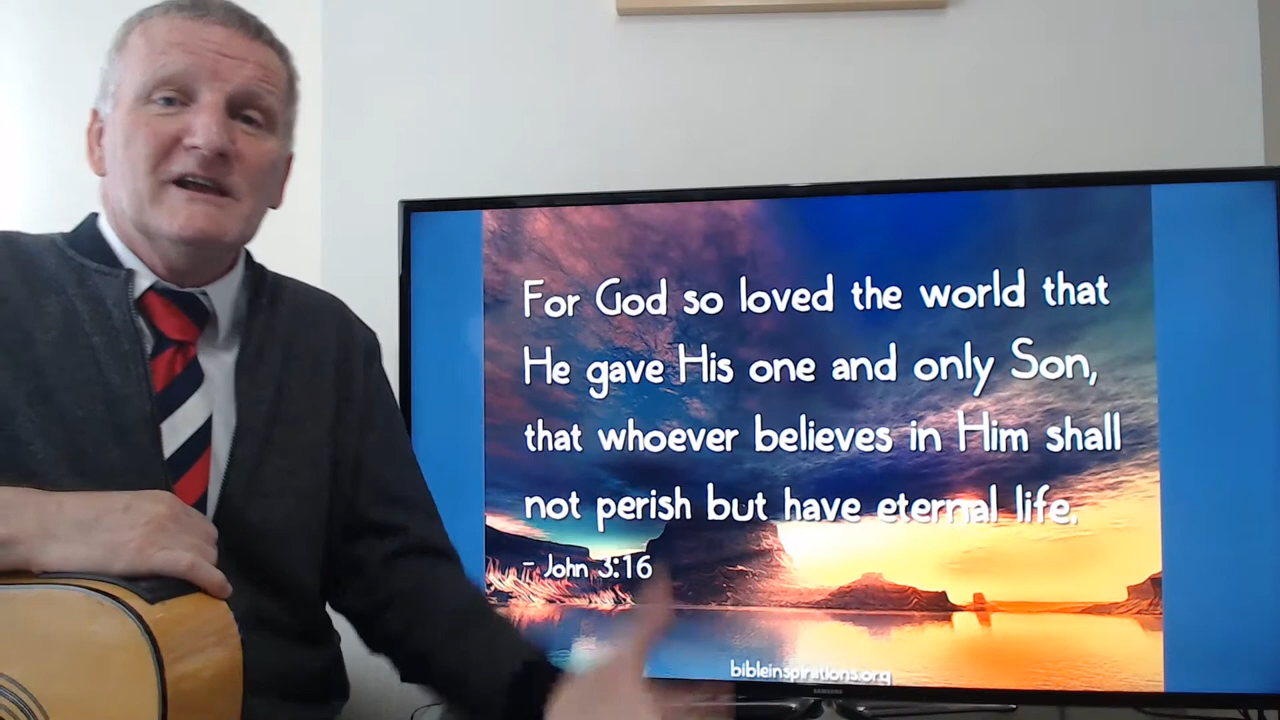 For God so loved the world that
He gave His one and only Son,
that whoever believes in Him shall
not perish but have eternal life.
- John 3:16
bibleinspirations.org
SAMSUNG